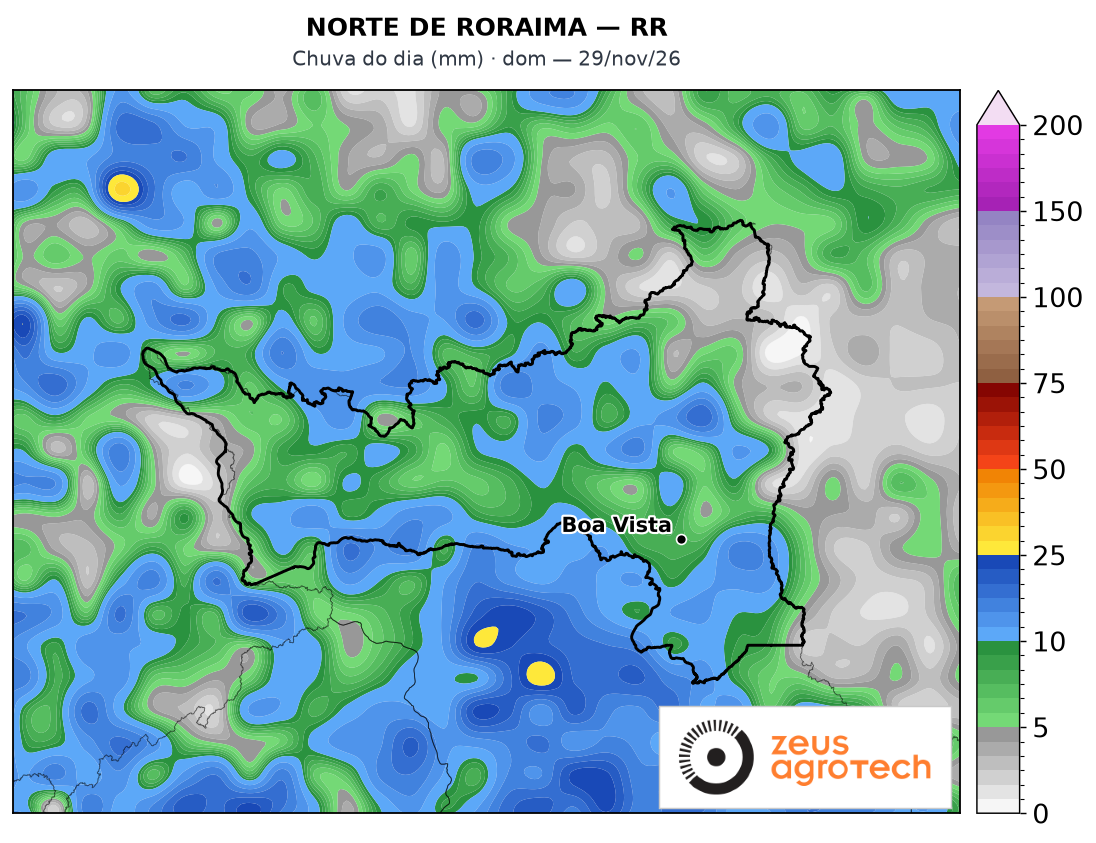 NORTE DE RORAIMA — RR
Chuva do dia (mm) · dom — 29/nov/26
200
150
100
75
50
25
10
5
0
Boa Vista
zeus
agrotech